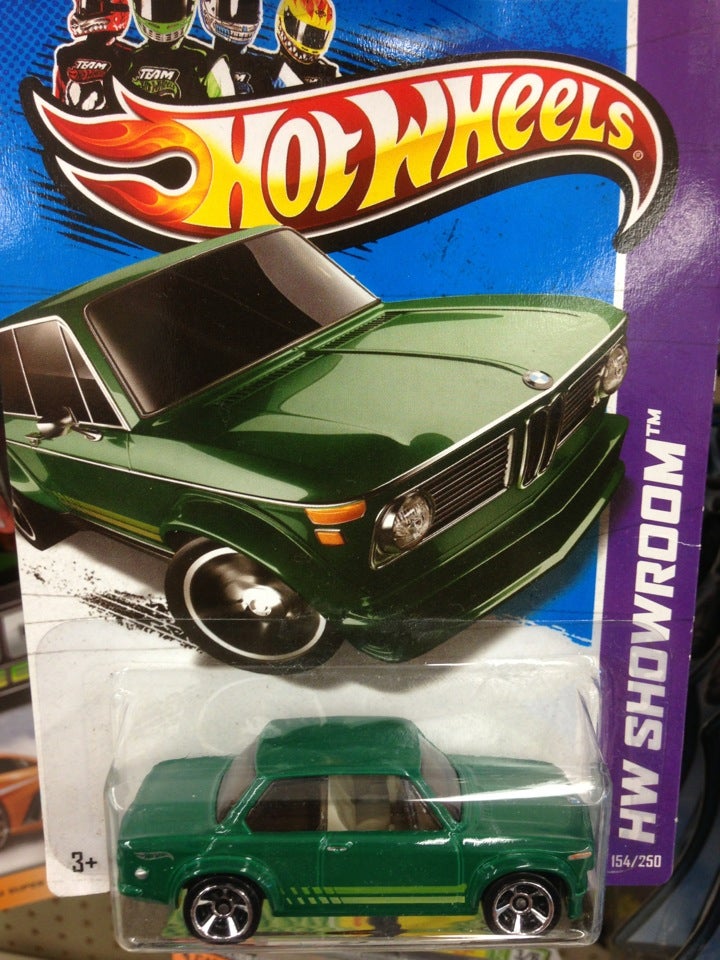 TEAM
TEAM
HOT WHEELS®
HW SHOWROOM™
3+
154/250